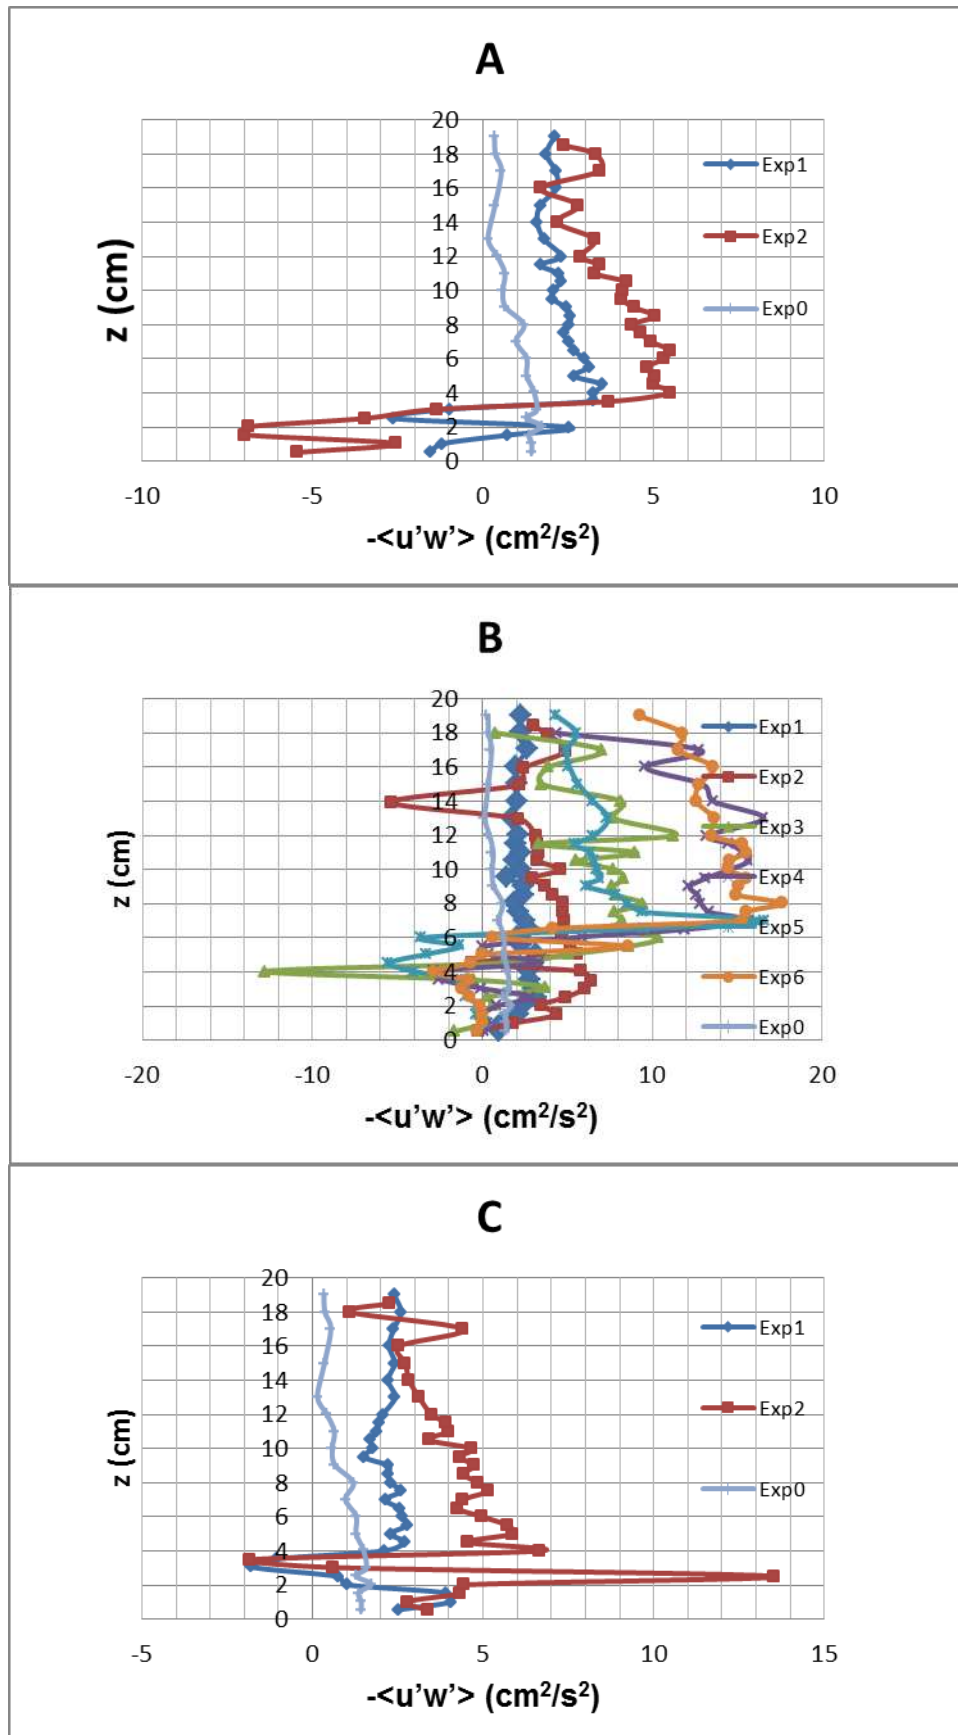 A
20
18
16
14
12
10
8
6
4
2
0
-10 -5 0 5 10
z (cm)
-<u'w'> (cm²/s²)
Exp1
Exp2
Exp0
B
20
18
16
14
12
10
8
6
4
2
0
-20 -10 0 10 20
z (cm)
-<u'w'> (cm²/s²)
Exp1
Exp2
Exp3
Exp4
Exp5
Exp6
Exp0
C
20
18
16
14
12
10
8
6
4
2
0
-5 0 5 10 15
z (cm)
-<u'w'> (cm²/s²)
Exp1
Exp2
Exp0